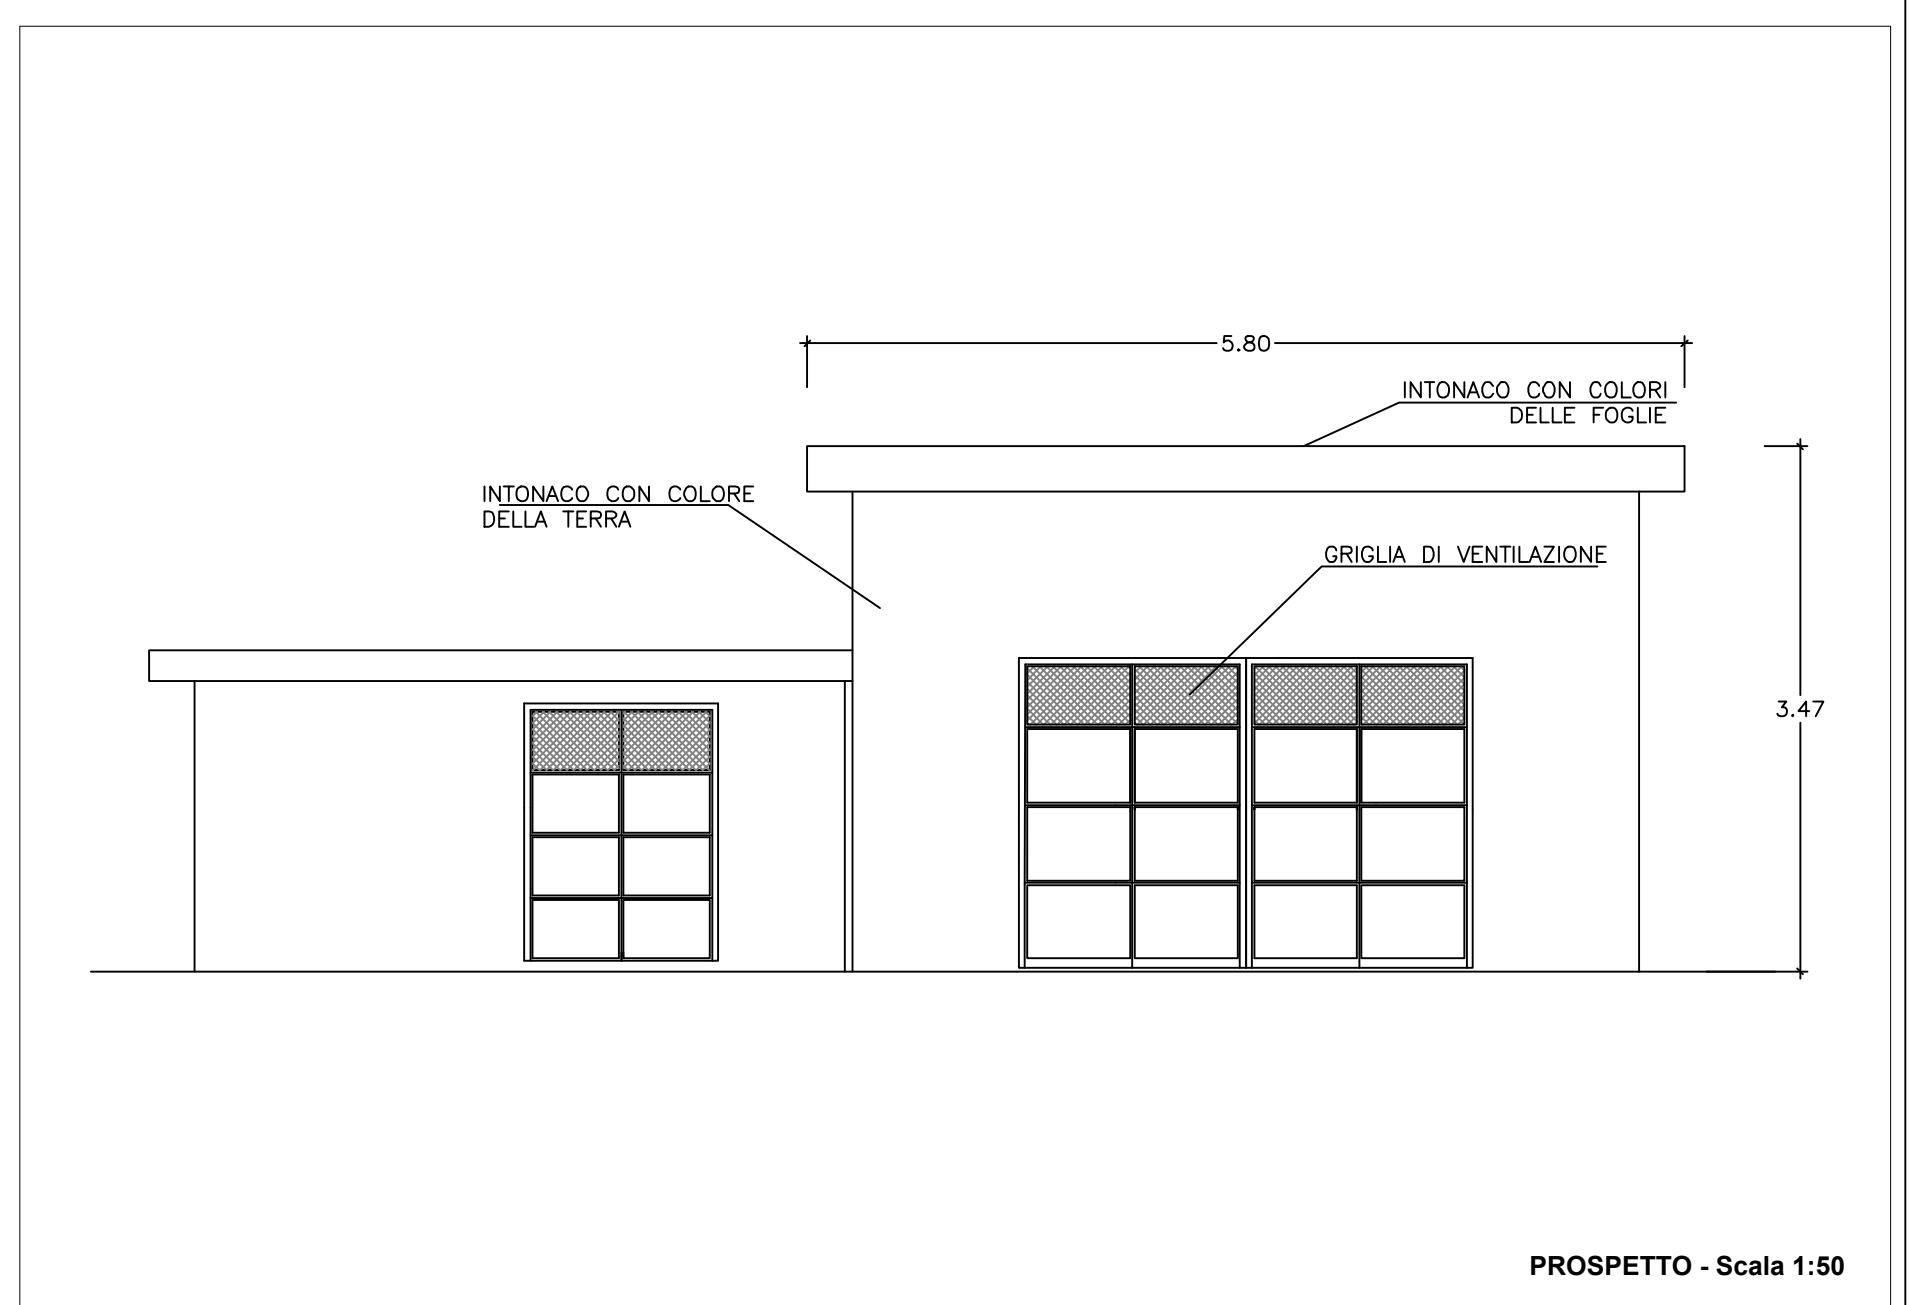 5.80
INTONACO CON COLORI
DELLE FOGLIE
INTONACO CON COLORE
DELLA TERRA
GRIGLIA DI VENTILAZIONE
3.47
PROSPETTO - Scala 1:50